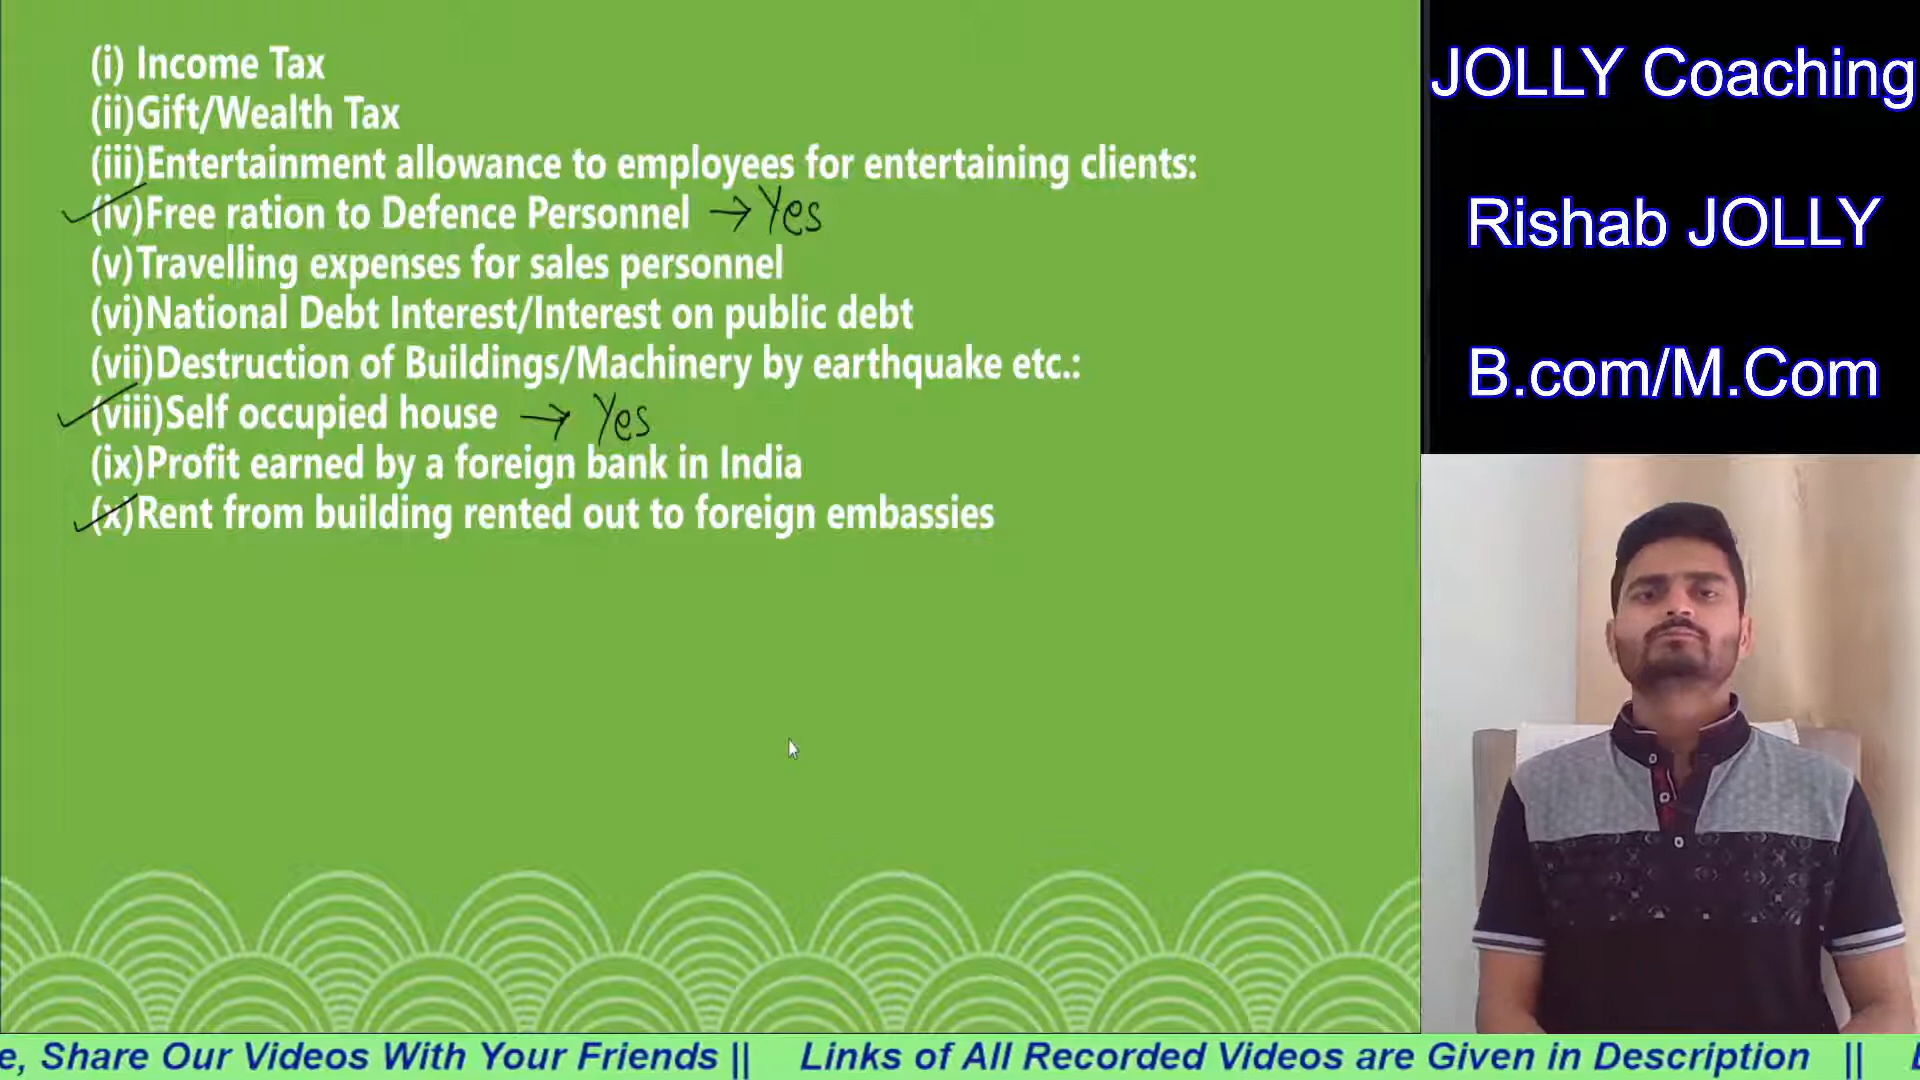 (i) Income Tax
(ii)Gift/Wealth Tax
(iii)Entertainment allowance to employees for entertaining clients:
(iv)Free ration to Defence Personnel → Yes
(v)Travelling expenses for sales personnel
(vi)National Debt Interest/Interest on public debt
(vii)Destruction of Buildings/Machinery by earthquake etc.:
(viii)Self occupied house → Yes
(ix)Profit earned by a foreign bank in India
(x)Rent from building rented out to foreign embassies
JOLLY Coaching
Rishab JOLLY
B.com/M.Com
e, Share Our Videos With Your Friends || Links of All Recorded Videos are Given in Description ||